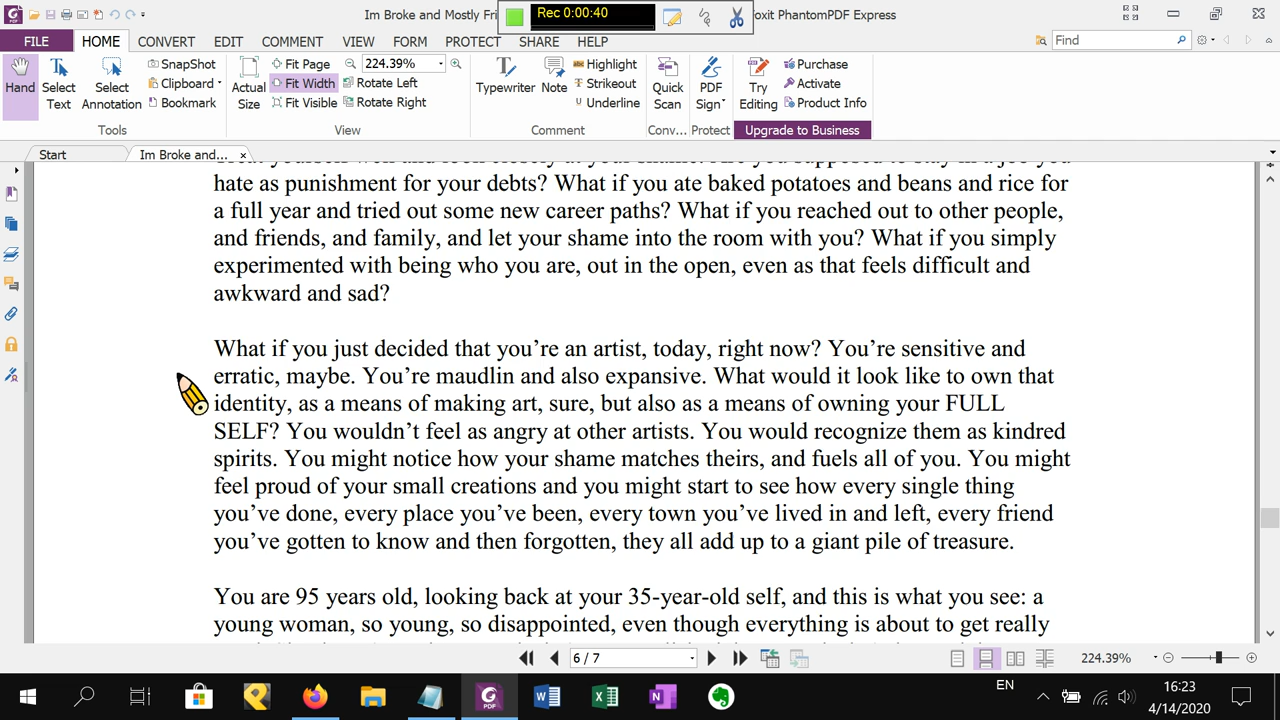 Im Broke and Mostly Fri
Rec 0:00:40
oxit PhantomPDF Express
FILE HOME CONVERT EDIT COMMENT VIEW FORM PROTECT SHARE HELP
Find
Hand
Select Text
Select Annotation
SnapShot
Clipboard
Bookmark
Tools
Actual Size
Fit Page
Fit Width
Fit Visible
224.39%
Rotate Left
Rotate Right
View
Typewriter
Note
Highlight
Strikeout
Underline
Comment
Quick Scan
Conv...
PDF Sign
Protect
Try Editing
Purchase
Activate
Product Info
Upgrade to Business
Start
Im Broke and...
hate as punishment for your debts? What if you ate baked potatoes and beans and rice for
a full year and tried out some new career paths? What if you reached out to other people,
and friends, and family, and let your shame into the room with you? What if you simply
experimented with being who you are, out in the open, even as that feels difficult and
awkward and sad?
What if you just decided that you're an artist, today, right now? You're sensitive and
erratic, maybe. You're maudlin and also expansive. What would it look like to own that
identity, as a means of making art, sure, but also as a means of owning your FULL
SELF? You wouldn't feel as angry at other artists. You would recognize them as kindred
spirits. You might notice how your shame matches theirs, and fuels all of you. You might
feel proud of your small creations and you might start to see how every single thing
you've done, every place you've been, every town you've lived in and left, every friend
you've gotten to know and then forgotten, they all add up to a giant pile of treasure.
You are 95 years old, looking back at your 35-year-old self, and this is what you see: a
young woman, so young, so disappointed, even though everything is about to get really
6 / 7
224.39%
EN
16:23
4/14/2020